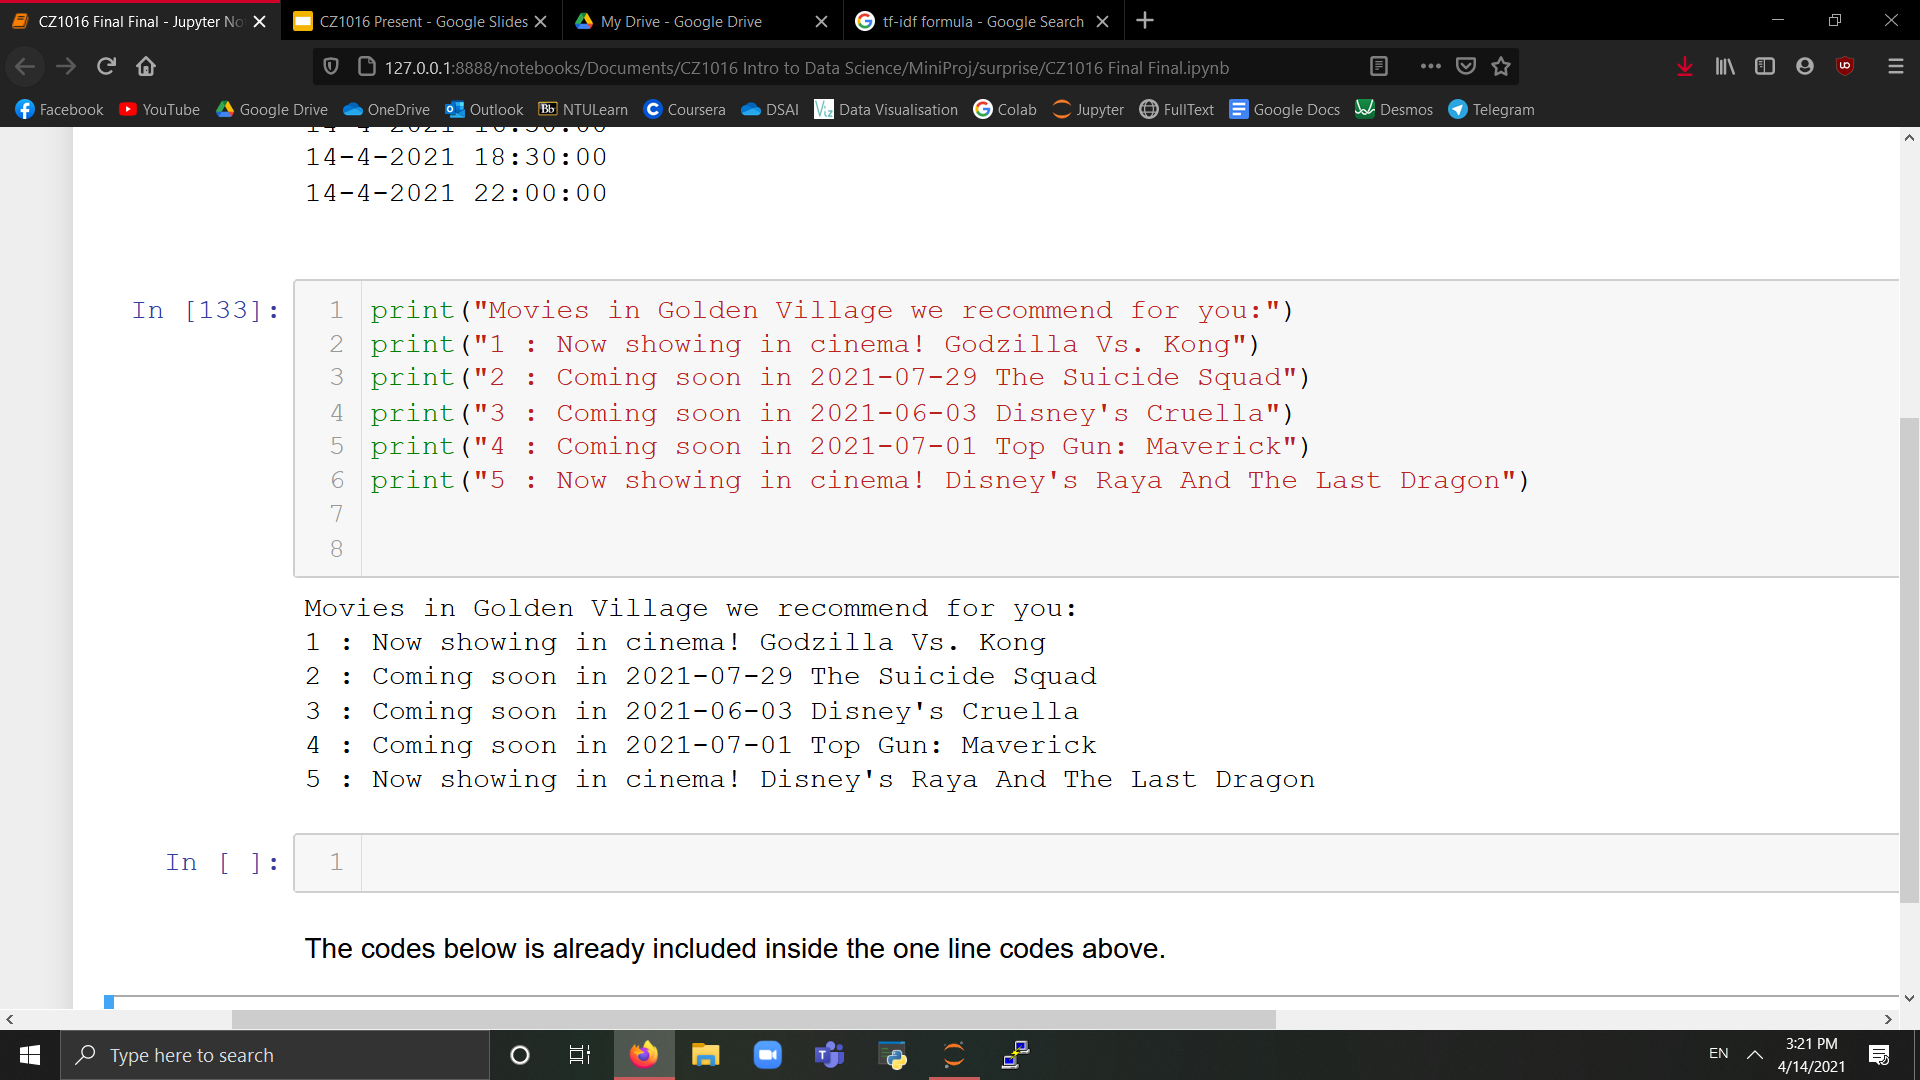 CZ1016 Final Final - Jupyter No
CZ1016 Present - Google Slides
My Drive - Google Drive
tf-idf formula - Google Search
127.0.0.1:8888/notebooks/Documents/CZ1016 Intro to Data Science/MiniProj/surprise/CZ1016 Final Final.ipynb
Facebook
YouTube
Google Drive
OneDrive
Outlook
Bb NTULearn
Coursera
DSAI
Data Visualisation
Colab
Jupyter
FullText
Google Docs
Desmos
Telegram
14-4-2021 16:30:00
14-4-2021 18:30:00
14-4-2021 22:00:00
In [133]:
1 print("Movies in Golden Village we recommend for you:")
2 print("1 : Now showing in cinema! Godzilla Vs. Kong")
3 print("2 : Coming soon in 2021-07-29 The Suicide Squad")
4 print("3 : Coming soon in 2021-06-03 Disney's Cruella")
5 print("4 : Coming soon in 2021-07-01 Top Gun: Maverick")
6 print("5 : Now showing in cinema! Disney's Raya And The Last Dragon")
7
8
Movies in Golden Village we recommend for you:
1 : Now showing in cinema! Godzilla Vs. Kong
2 : Coming soon in 2021-07-29 The Suicide Squad
3 : Coming soon in 2021-06-03 Disney's Cruella
4 : Coming soon in 2021-07-01 Top Gun: Maverick
5 : Now showing in cinema! Disney's Raya And The Last Dragon
In [ ]: 1
The codes below is already included inside the one line codes above.
Type here to search
EN
3:21 PM
4/14/2021